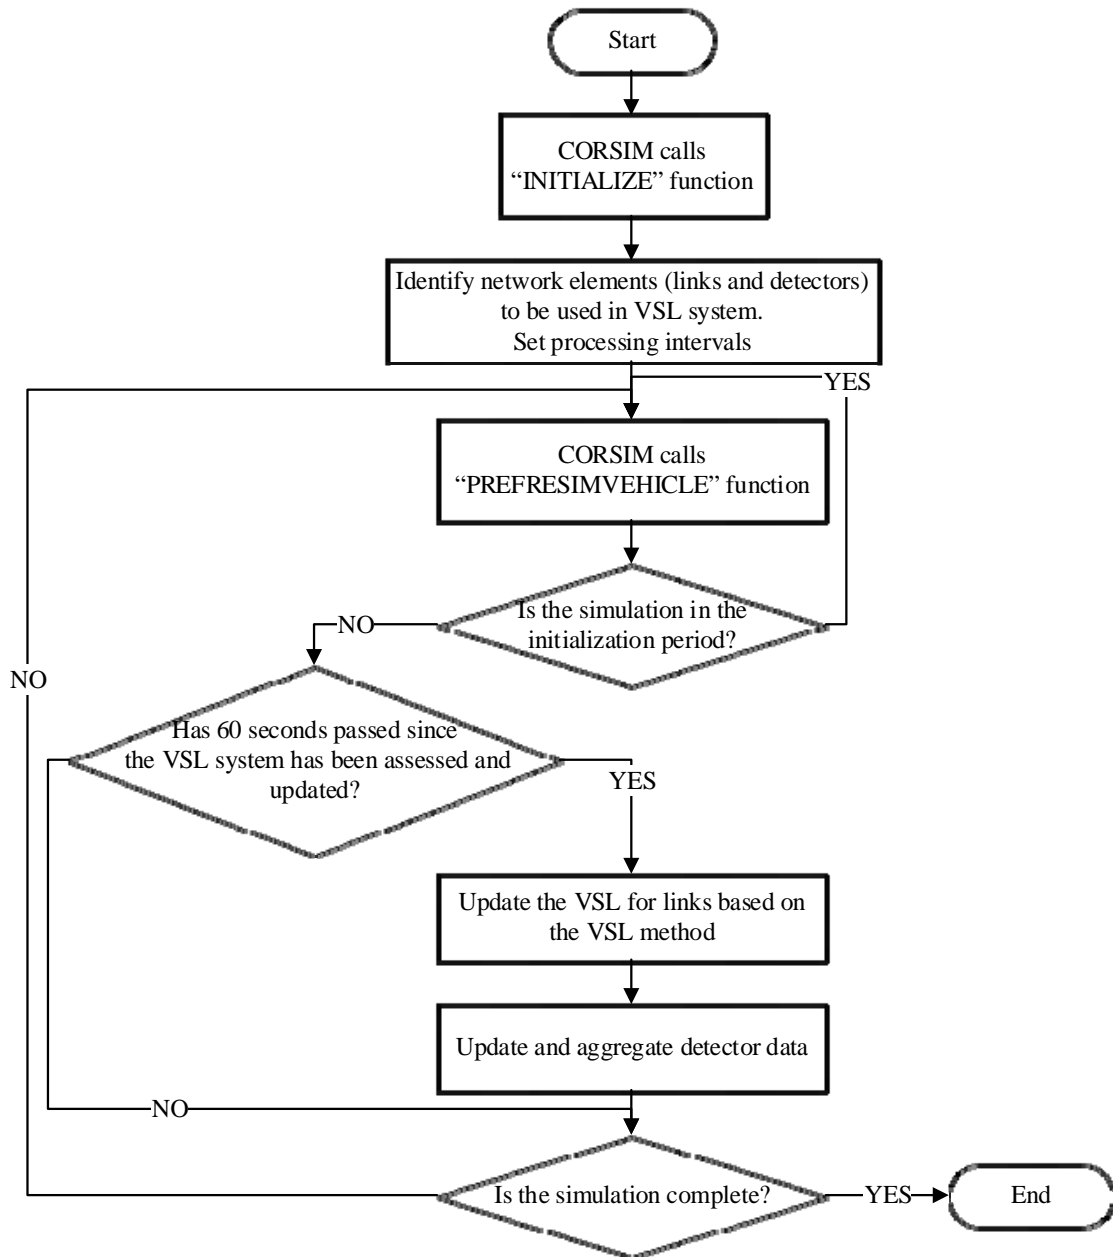 Start
CORSIM calls
“INITIALIZE” function
Identify network elements (links and detectors)
to be used in VSL system.
Set processing intervals
YES
CORSIM calls
“PREFRESIMVEHICLE” function
Is the simulation in the
initialization period?
NO
NO
Has 60 seconds passed since
the VSL system has been assessed and
updated?
YES
Update the VSL for links based on
the VSL method
Update and aggregate detector data
NO
Is the simulation complete?
YES
End